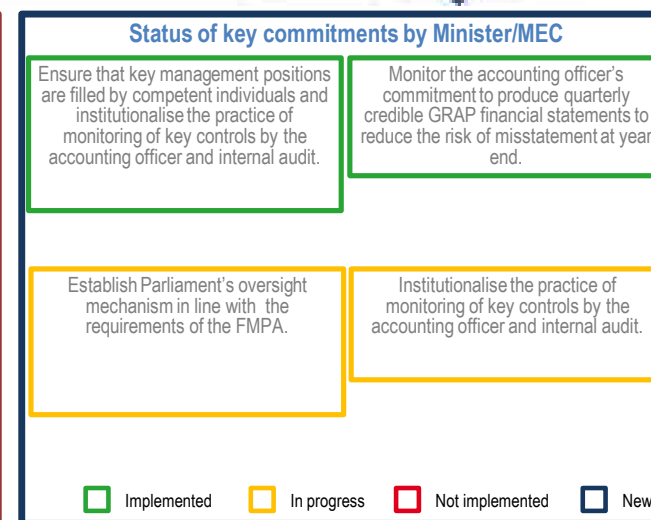 Status of key commitments by Minister/MEC
Ensure that key management positions
are filled by competent individuals and
institutionalise the practice of
monitoring of key controls by the
accounting officer and internal audit.
Monitor the accounting officer’s
commitment to produce quarterly
credible GRAP financial statements to
reduce the risk of misstatement at year
end.
Establish Parliament’s oversight
mechanism in line with the
requirements of the FMPA.
Institutionalise the practice of
monitoring of key controls by the
accounting officer and internal audit.
Implemented
In progress
Not implemented
New